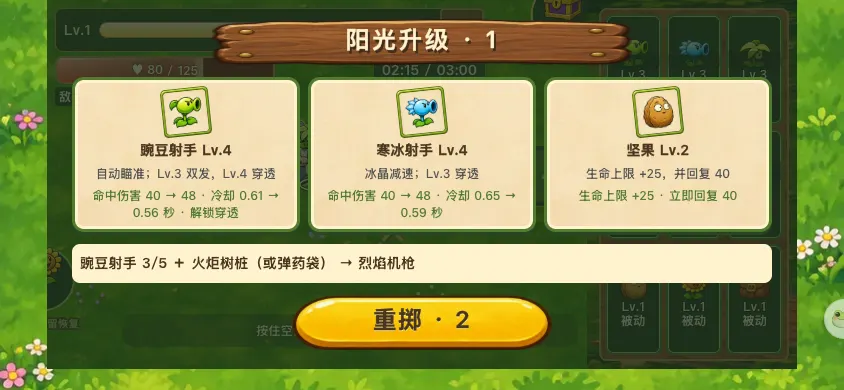 Lv.1
阳光升级 · 1
♥ 80 / 125
02:15 / 03:00
Lv.3
Lv.3
Lv.3
敌
豌豆射手 Lv.4
自动瞄准；Lv.3 双发，Lv.4 穿透
命中伤害 40 → 48 · 冷却 0.61 →
0.56 秒 · 解锁穿透
寒冰射手 Lv.4
冰晶减速；Lv.3 穿透
命中伤害 40 → 48 · 冷却 0.65 →
0.59 秒
坚果 Lv.2
生命上限 +25，并回复 40
生命上限 +25 · 立即回复 40
豌豆射手 3/5 + 火炬树桩（或弹药袋） → 烈焰机枪
重掷 · 2
按住空
Lv.1
被动
Lv.1
被动
Lv.1
被动